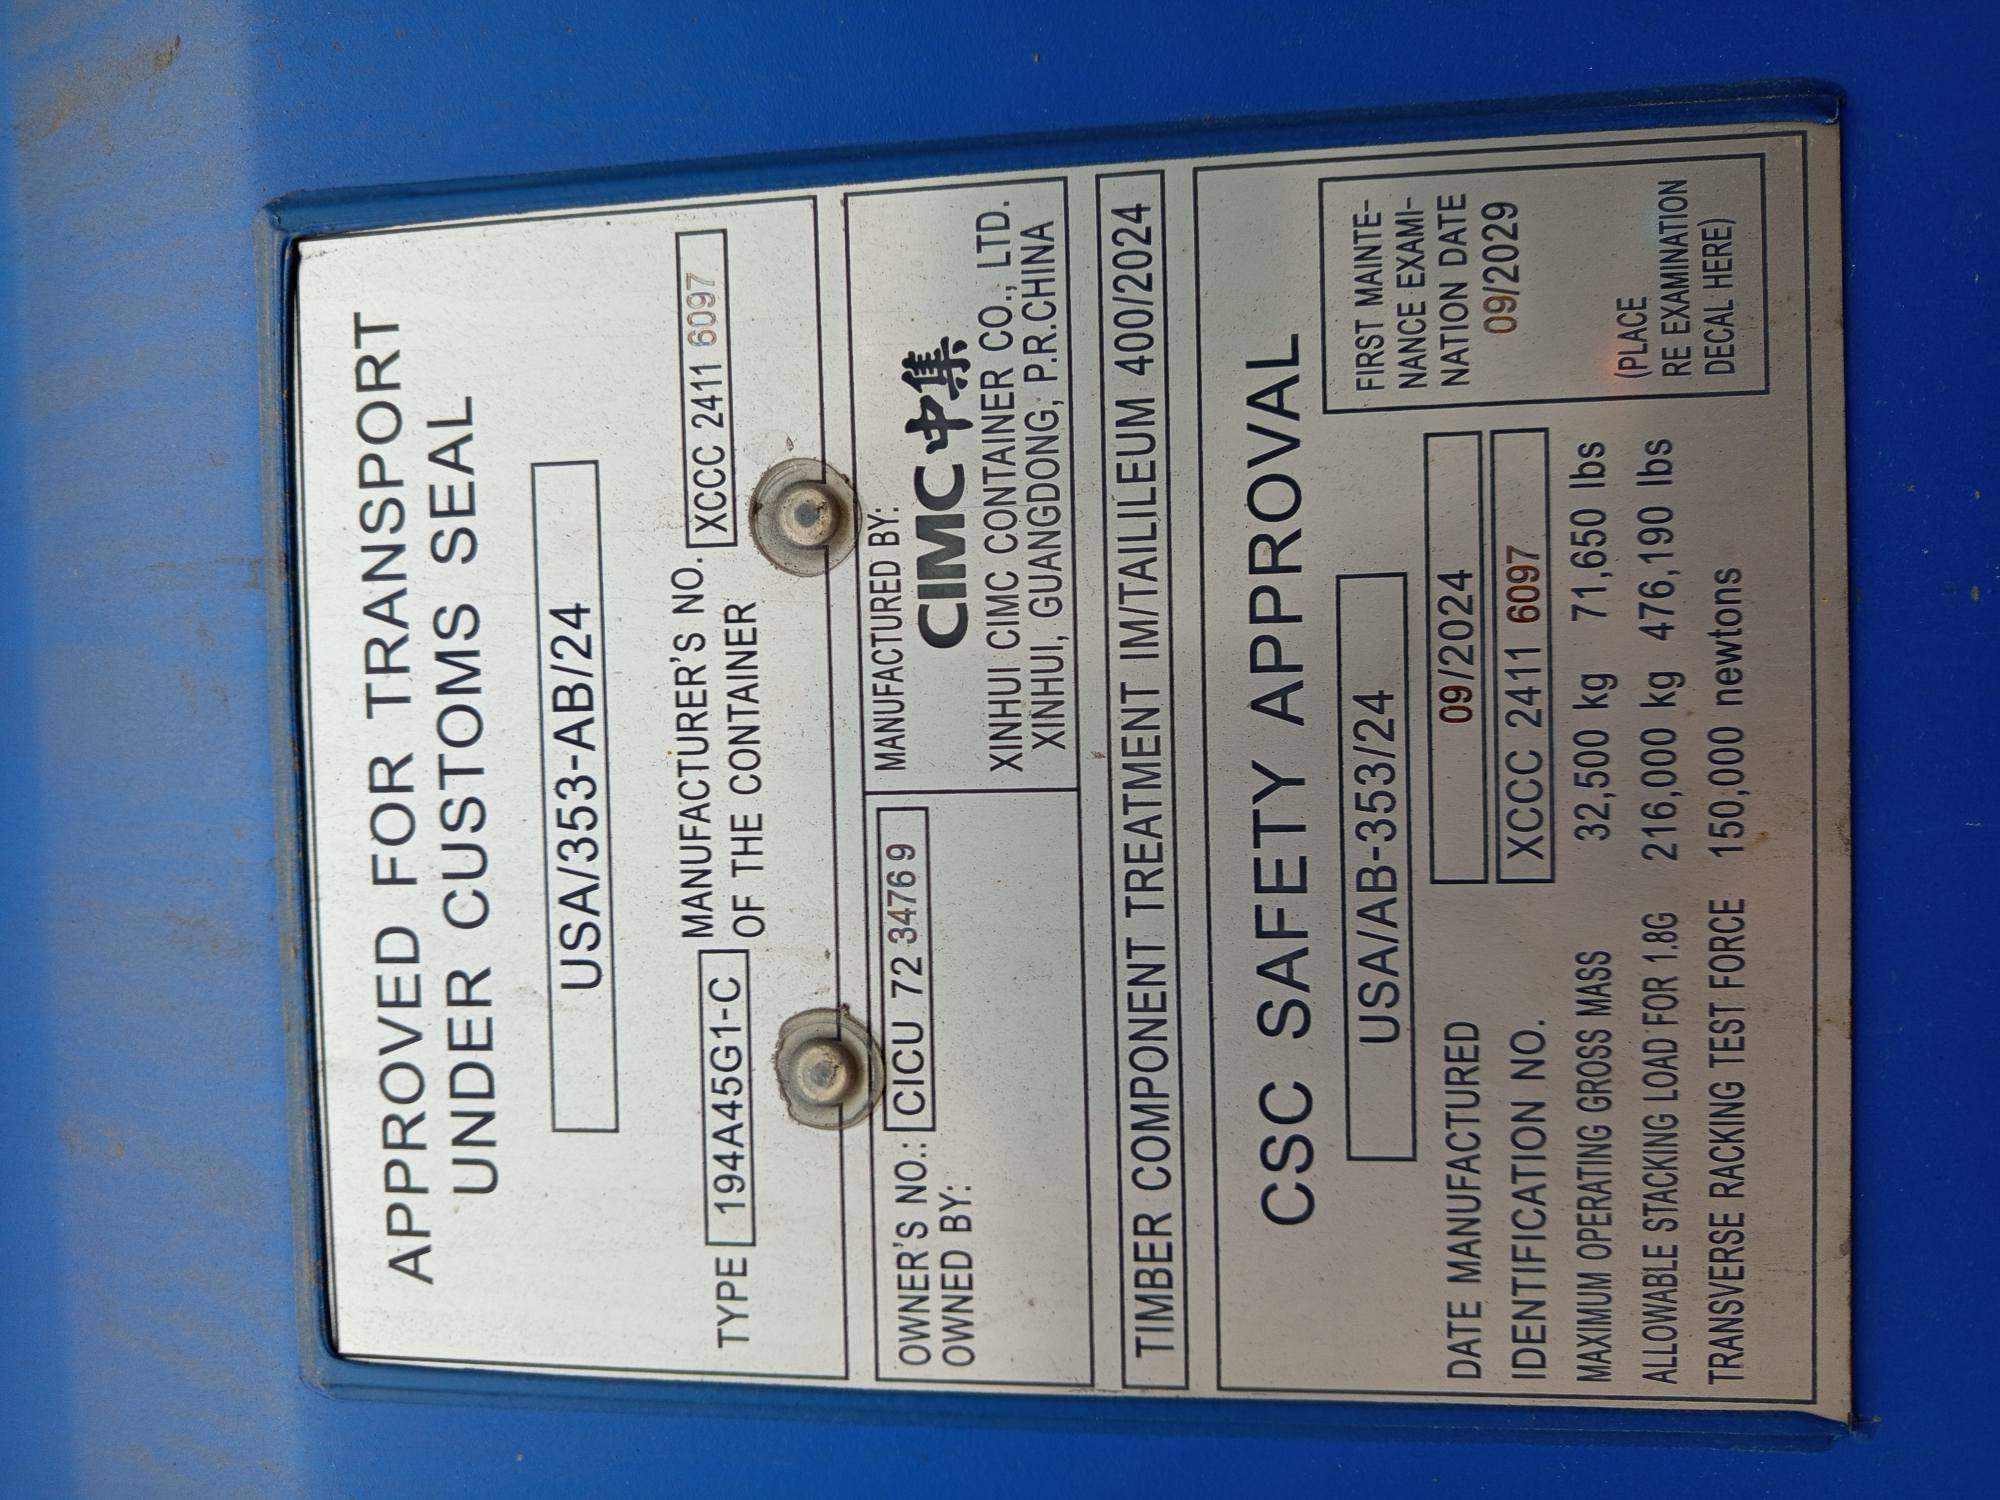 APPROVED FOR TRANSPORT
UNDER CUSTOMS SEAL
USA/353-AB/24
TYPE 194A45G1-C MANUFACTURER'S NO.
OF THE CONTAINER XCCC 2411 6097
OWNER'S NO.: CICU 72 34769
OWNED BY:
MANUFACTURED BY:
CIMC中集
XINHUI CIMC CONTAINER CO., LTD.
XINHUI, GUANGDONG, P.R.CHINA
TIMBER COMPONENT TREATMENT IM/TAILILEUM 400/2024
CSC SAFETY APPROVAL
USA/AB-353/24
DATE MANUFACTURED 09/2024
IDENTIFICATION NO. XCCC 2411 6097
MAXIMUM OPERATING GROSS MASS 32,500 kg 71,650 lbs
ALLOWABLE STACKING LOAD FOR 1.8G 216,000 kg 476,190 lbs
TRANSVERSE RACKING TEST FORCE 150,000 newtons
FIRST MAINTE-
NANCE EXAMI-
NATION DATE
09/2029
(PLACE
RE EXAMINATION
DECAL HERE)